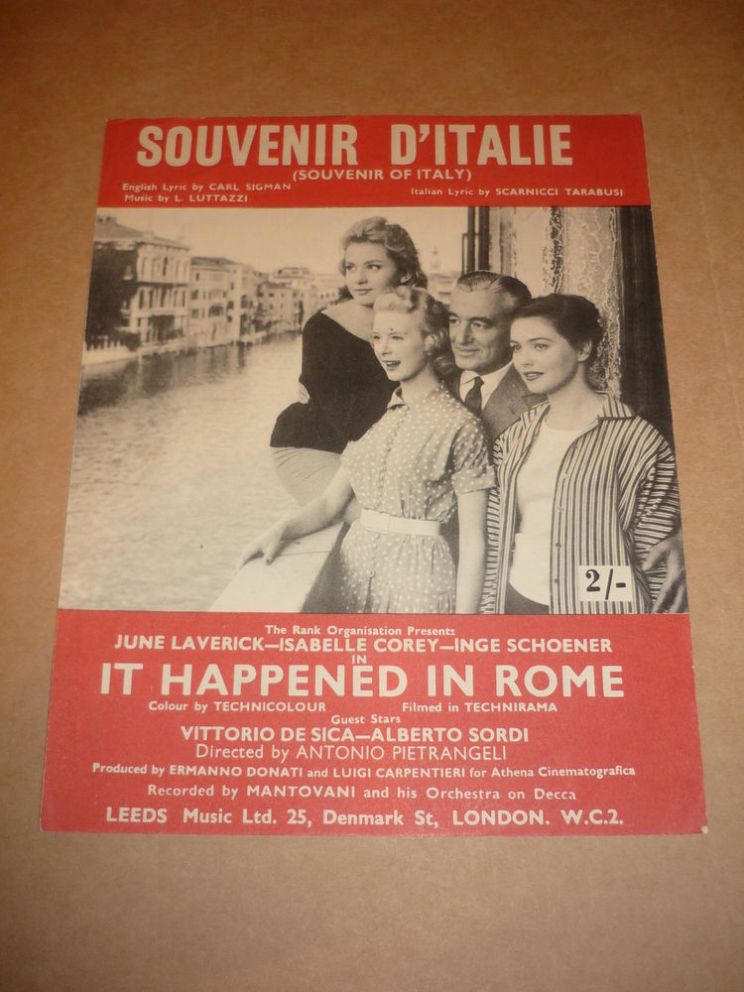 SOUVENIR D'ITALIE
(SOUVENIR OF ITALY)
English Lyric by CARL SIGMAN
Italian Lyric by SCARNICCI TARABUSI
Music by L. LUTTAZZI
2/-
The Rank Organisation Presents
JUNE LAVERICK—ISABELLE COREY—INGE SCHOENER
IN
IT HAPPENED IN ROME
Colour by TECHNICOLOUR Filmed in TECHNIRAMA
Guest Stars
VITTORIO DE SICA—ALBERTO SORDI
Directed by ANTONIO PIETRANGELI
Produced by ERMANNO DONATI and LUIGI CARPENTIERI for Athena Cinematografica
Recorded by MANTOVANI and his Orchestra on Decca
LEEDS Music Ltd. 25, Denmark St, LONDON. W.C.2.